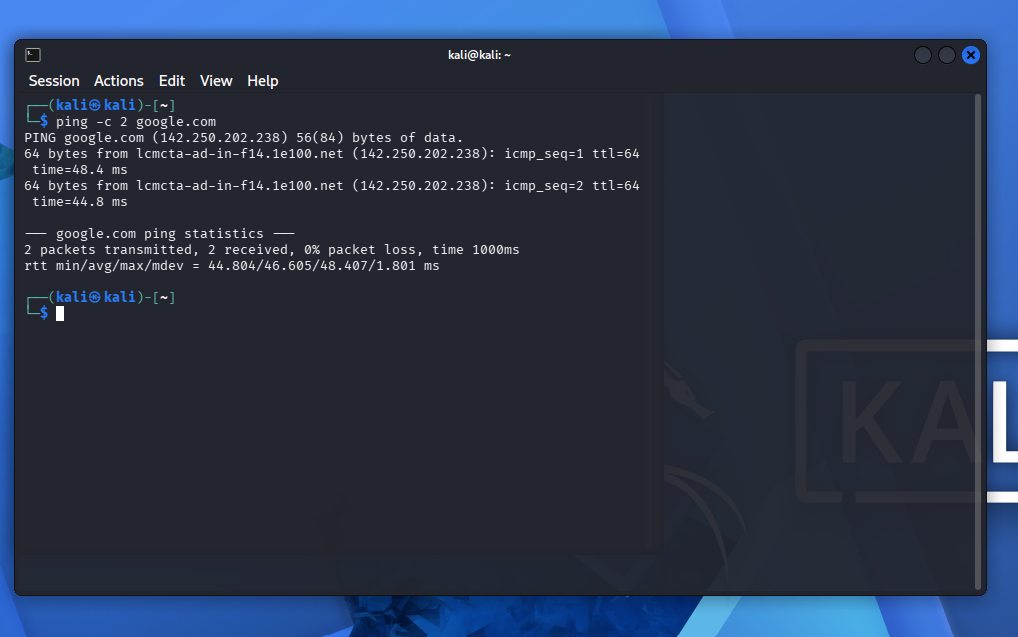 kali@kali: ~
Session Actions Edit View Help
┌──(kali㉿kali)-[~]
└─$ ping -c 2 google.com
PING google.com (142.250.202.238) 56(84) bytes of data.
64 bytes from lcmcta-ad-in-f14.1e100.net (142.250.202.238): icmp_seq=1 ttl=64
 time=48.4 ms
64 bytes from lcmcta-ad-in-f14.1e100.net (142.250.202.238): icmp_seq=2 ttl=64
 time=44.8 ms
--- google.com ping statistics ---
2 packets transmitted, 2 received, 0% packet loss, time 1000ms
rtt min/avg/max/mdev = 44.804/46.605/48.407/1.801 ms
┌──(kali㉿kali)-[~]
└─$
KAL